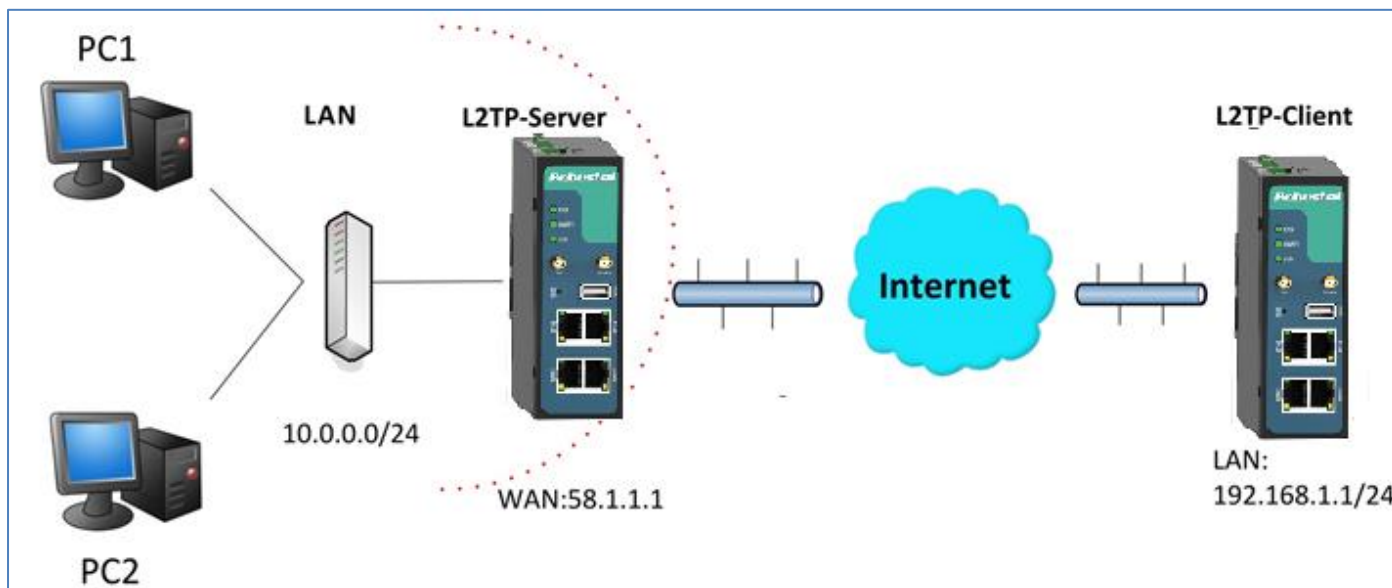 PC1
LAN
L2TP-Server
L2TP-Client
Internet
10.0.0.0/24
WAN:58.1.1.1
LAN:
192.168.1.1/24
PC2